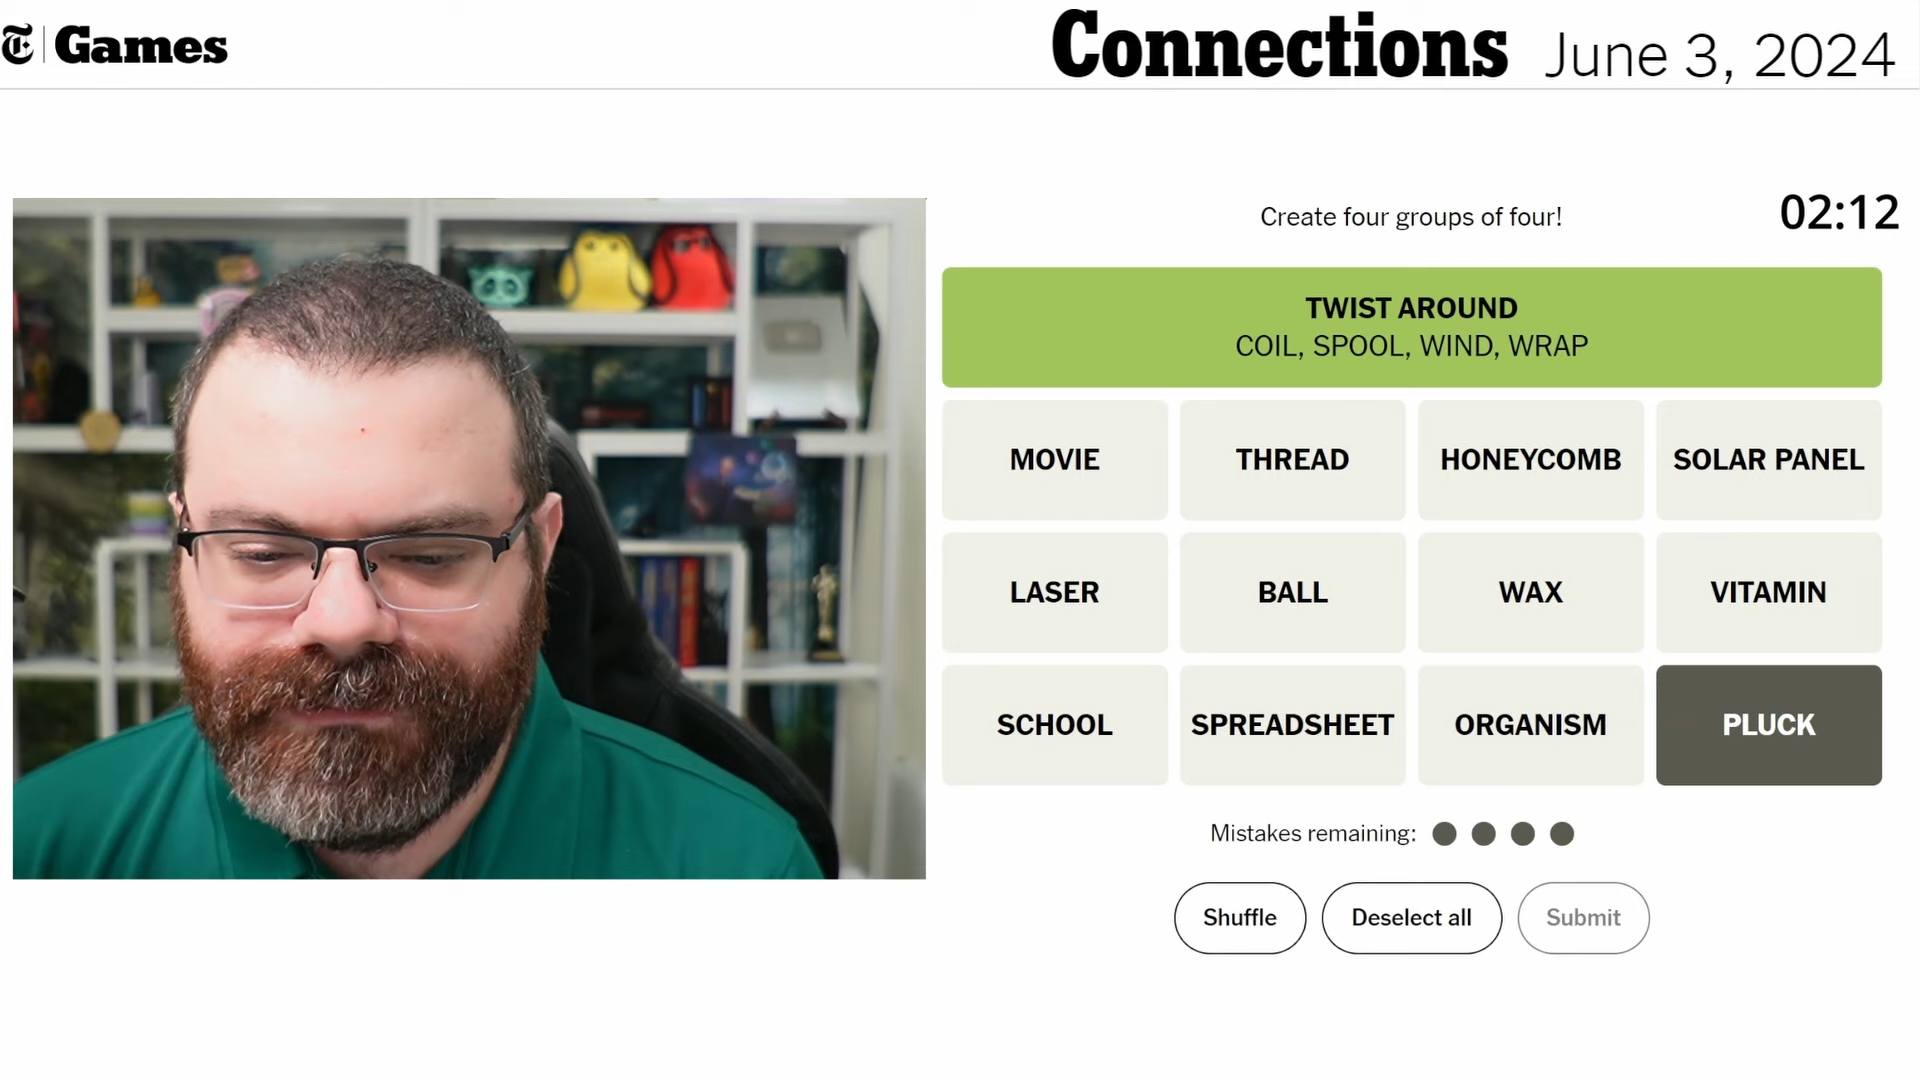 T Games
Connections June 3, 2024
Create four groups of four!
02:12
TWIST AROUND
COIL, SPOOL, WIND, WRAP
MOVIE THREAD HONEYCOMB SOLAR PANEL
LASER BALL WAX VITAMIN
SCHOOL SPREADSHEET ORGANISM PLUCK
Mistakes remaining:
Shuffle Deselect all Submit